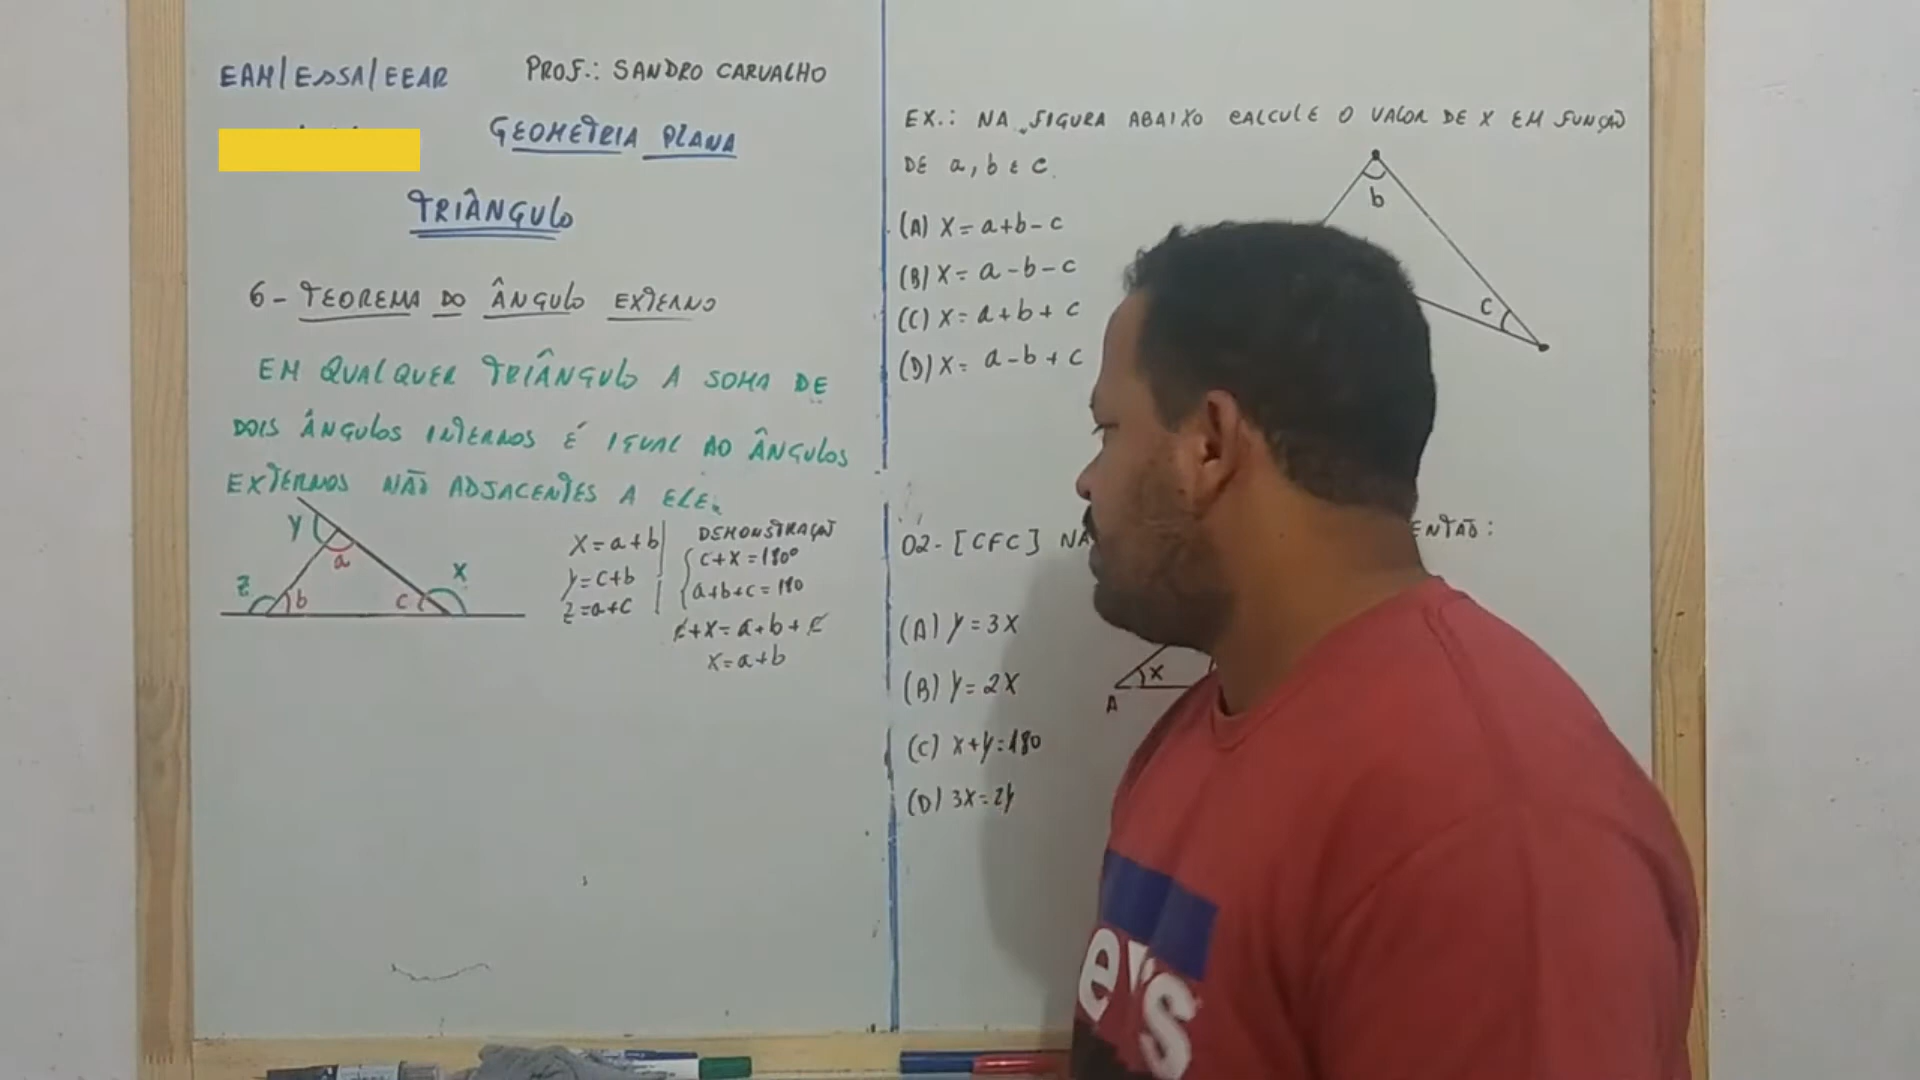 EAM/ESSA/EEAR
PROF.: SANDRO CARVALHO
GEOMETRIA PLANA
TRIÂNGULO
6- TEOREMA DO ÂNGULO EXTERNO
EM QUALQUER TRIÂNGULO A SOMA DE
DOIS ÂNGULOS INTERNOS É IGUAL AO ÂNGULOS
EXTERNOS NÃO ADJACENTES A ELE.
y
a
x
z
b
c
x=a+b
y=c+b
z=a+c
DEMONSTRAÇÃO
c+x=180°
a+b+c=180
c+x=a+b+c
x=a+b
EX.: NA FIGURA ABAIXO CALCULE O VALOR DE X EM FUNÇÃO
DE a, b E c.
(A) X= a+b-c
(B) X= a-b-c
(C) X= a+b+c
(D) X= a-b+c
b
c
02-[CFC] NA
ENTÃO:
(A) y=3X
(B) y=2X
(C) X+y=180
(D) 3X=2y
X
A